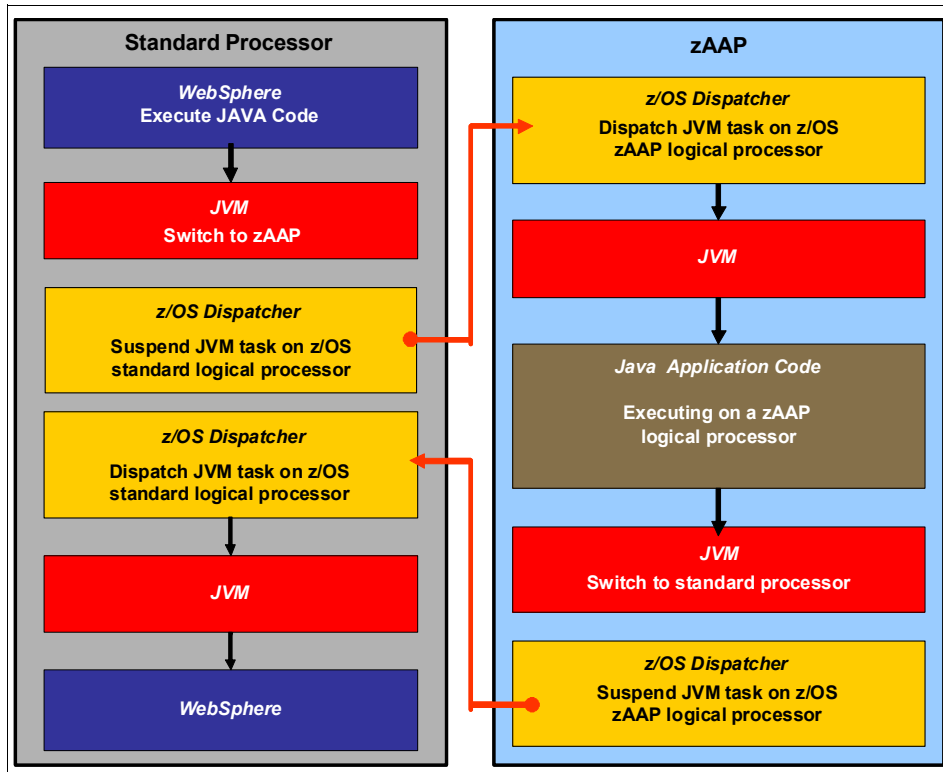 Standard Processor
WebSphere
Execute JAVA Code
JVM
Switch to zAAP
z/OS Dispatcher
Suspend JVM task on z/OS
standard logical processor
z/OS Dispatcher
Dispatch JVM task on z/OS
standard logical processor
JVM
WebSphere
zAAP
z/OS Dispatcher
Dispatch JVM task on z/OS
zAAP logical processor
JVM
Java Application Code
Executing on a zAAP
logical processor
JVM
Switch to standard processor
z/OS Dispatcher
Suspend JVM task on z/OS
zAAP logical processor